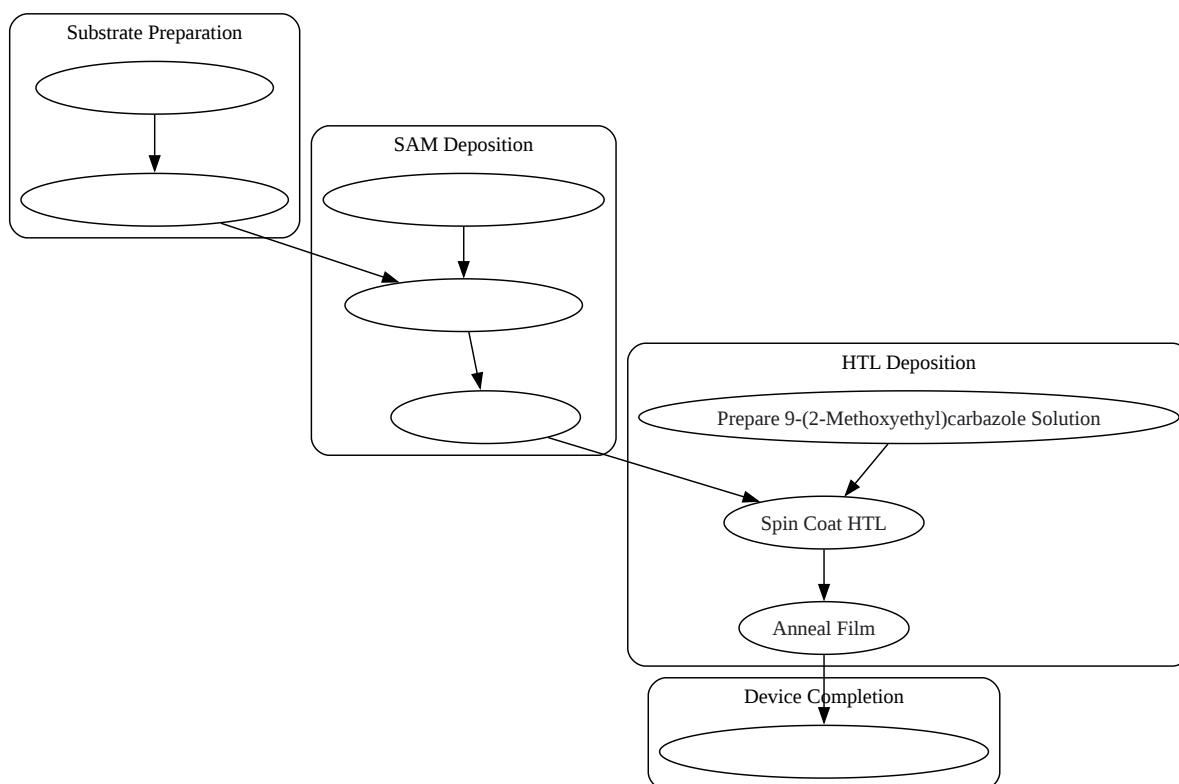 Substrate Preparation
SAM Deposition
HTL Deposition
Prepare 9-(2-Methoxyethyl)carbazole Solution
Spin Coat HTL
Anneal Film
Device Completion